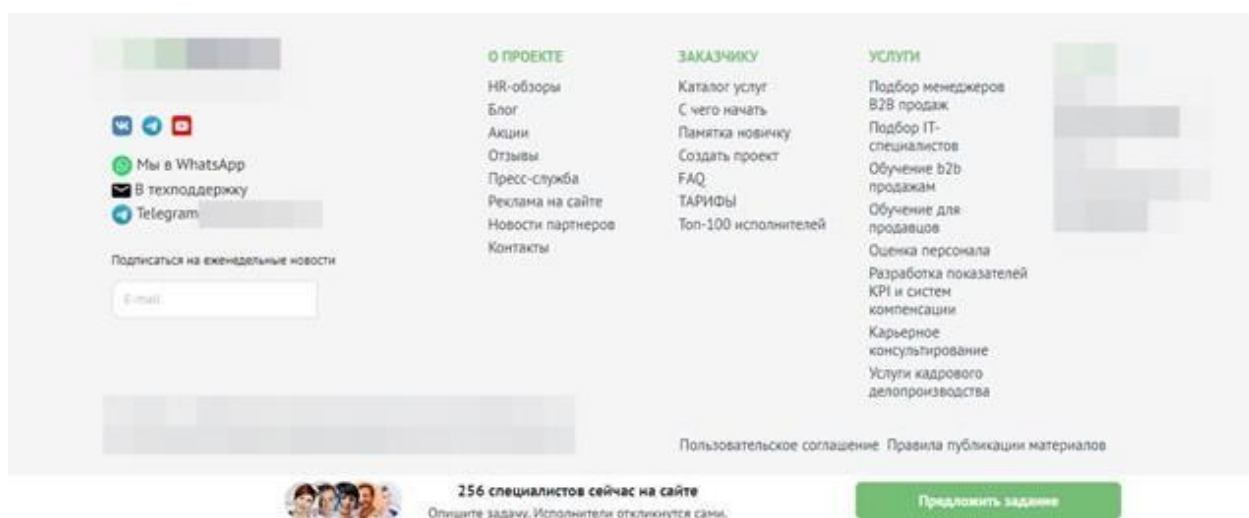 Мы в WhatsApp
В техподдержку
Telegram
Подписаться на еженедельные новости
E-mail
О ПРОЕКТЕ
HR-обзоры
Блог
Акции
Отзывы
Пресс-служба
Реклама на сайте
Новости партнеров
Контакты
ЗАКАЗЧИКУ
Каталог услуг
С чего начать
Памятка новичку
Создать проект
FAQ
ТАРИФЫ
Топ-100 исполнителей
УСЛУГИ
Подбор менеджеров
B2B продаж
Подбор IT-
специалистов
Обучение b2b
продажам
Обучение для
продавцов
Оценка персонала
Разработка показателей
KPI и систем
компенсации
Карьерное
консультирование
Услуги кадрового
делопроизводства
Пользовательское соглашение Правила публикации материалов
256 специалистов сейчас на сайте
Опишите задачу. Исполнители откликнутся сами.
Предложить задание